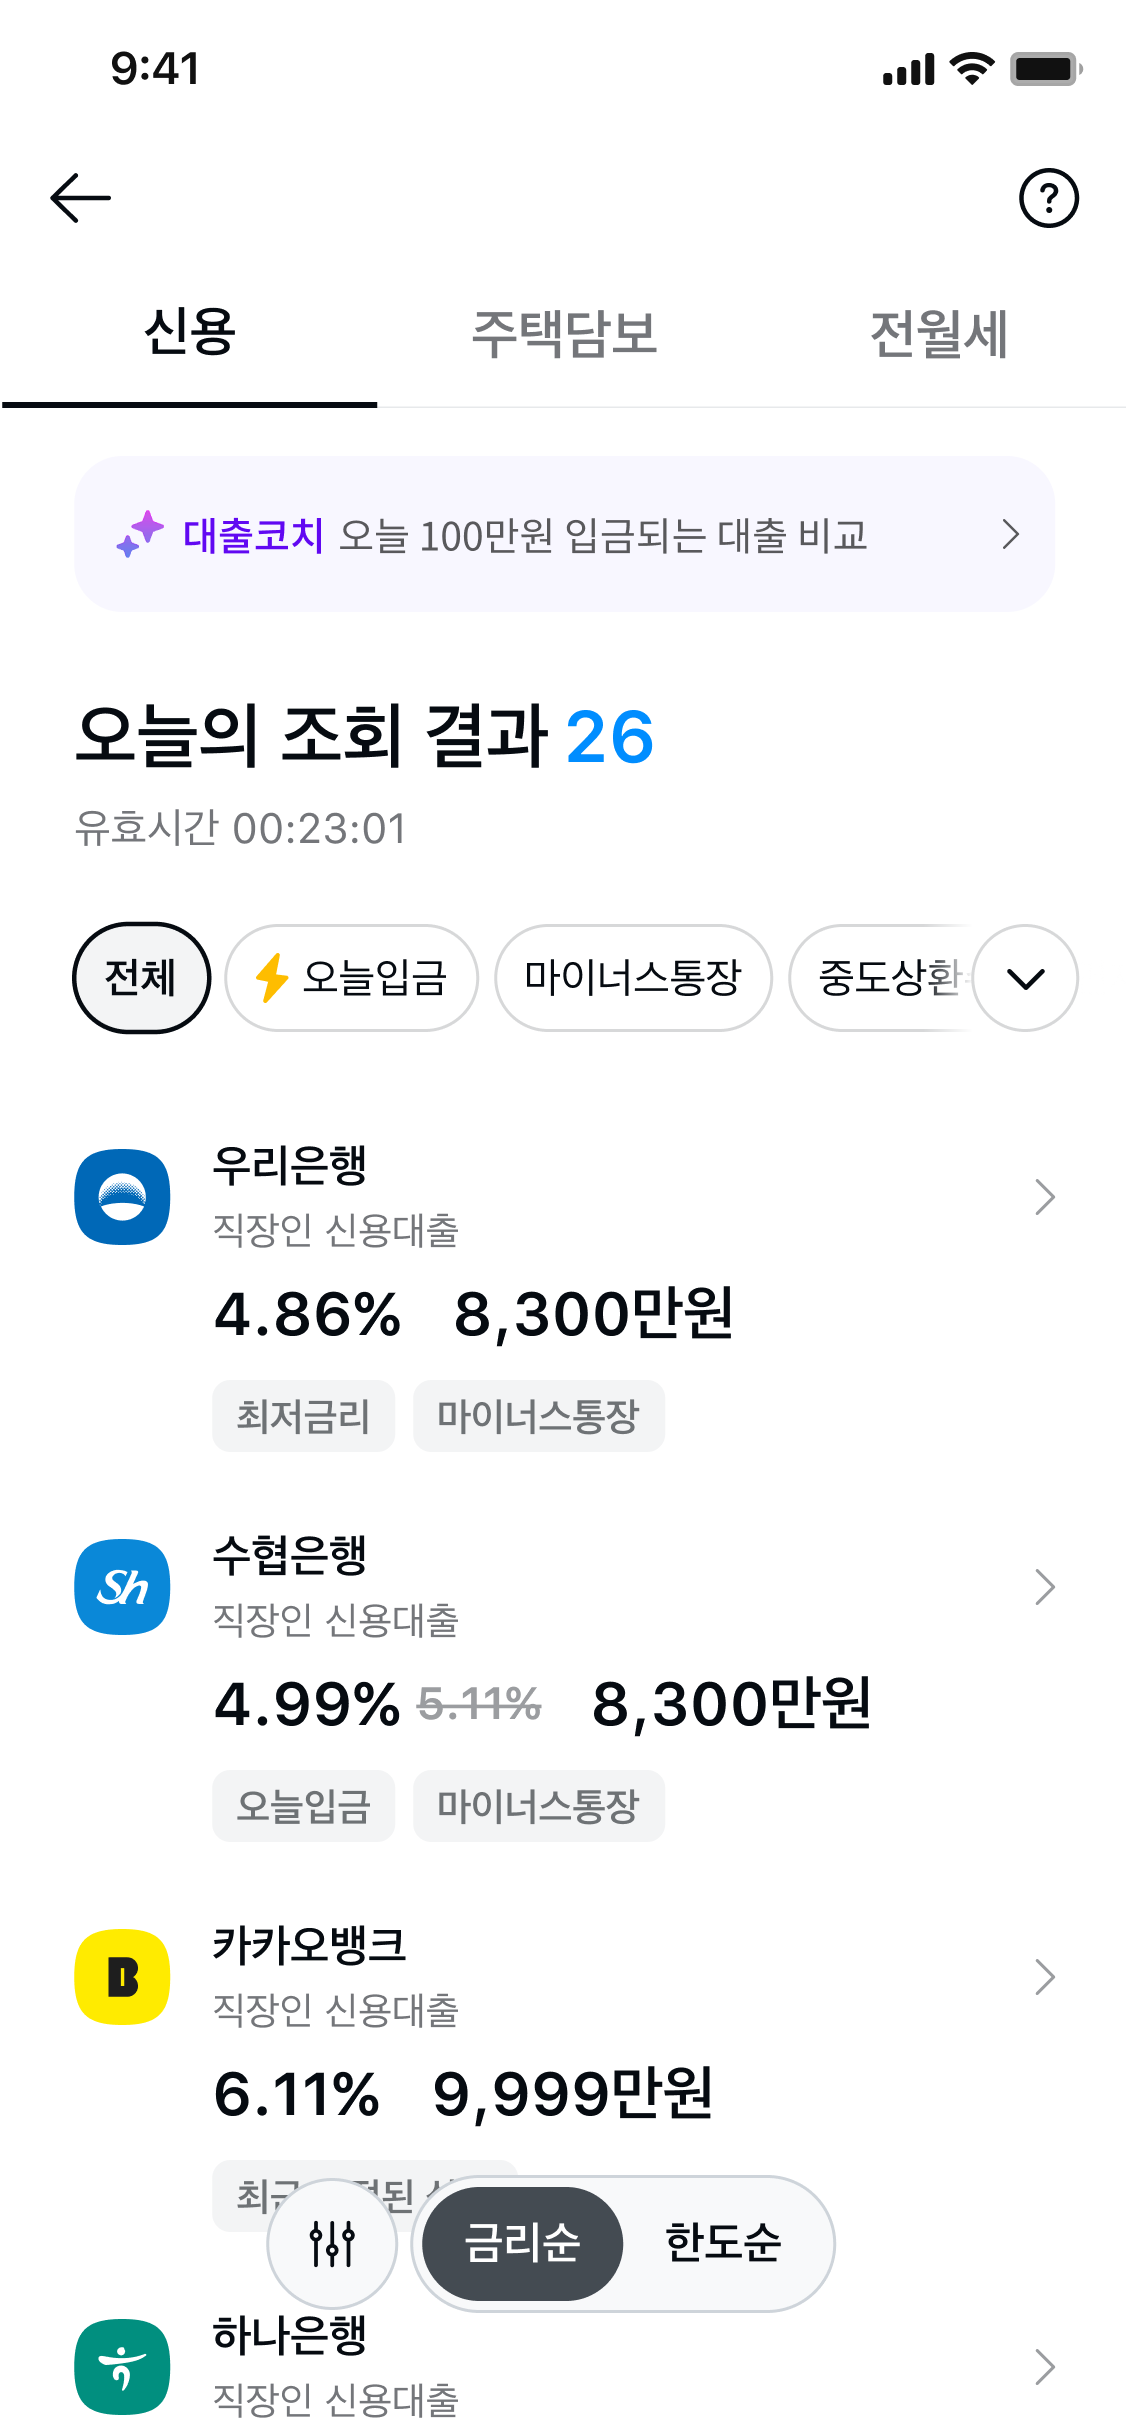 9:41
?
신용 주택담보 전월세
대출코치 오늘 100만원 입금되는 대출 비교
오늘의 조회 결과 26
유효시간 00:23:01
전체 오늘입금 마이너스통장 중도상환
우리은행
직장인 신용대출
4.86% 8,300만원
최저금리 마이너스통장
Sh
수협은행
직장인 신용대출
4.99% 5.11% 8,300만원
오늘입금 마이너스통장
B
카카오뱅크
직장인 신용대출
6.11% 9,999만원
금리순 한도순
하나은행
직장인 신용대출